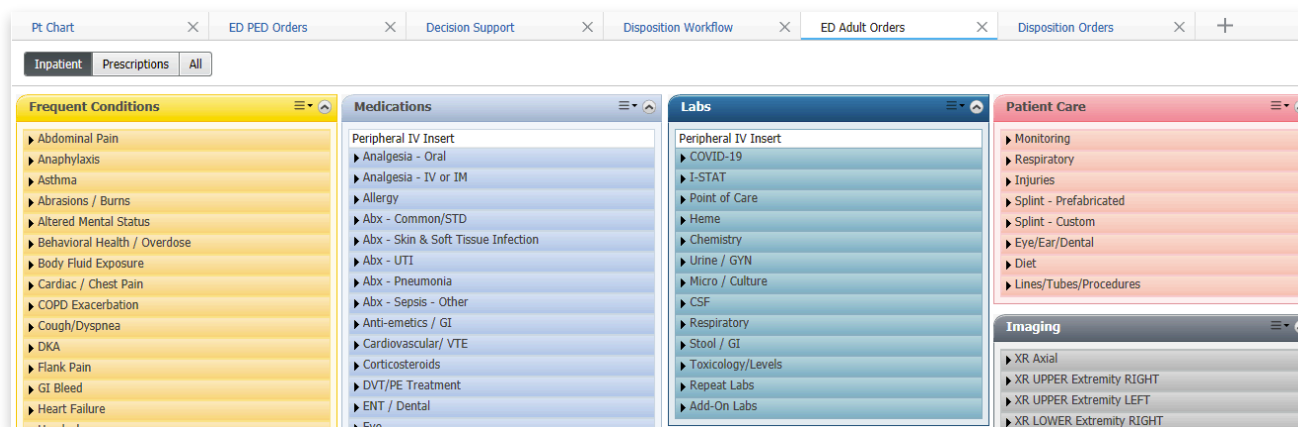 Pt Chart
ED PED Orders
Decision Support
Disposition Workflow
ED Adult Orders
Disposition Orders
Inpatient
Prescriptions
All
Frequent Conditions
Abdominal Pain
Anaphylaxis
Asthma
Abrasions / Burns
Altered Mental Status
Behavioral Health / Overdose
Body Fluid Exposure
Cardiac / Chest Pain
COPD Exacerbation
Cough/Dyspnea
DKA
Flank Pain
GI Bleed
Heart Failure
Medications
Peripheral IV Insert
Analgesia - Oral
Analgesia - IV or IM
Allergy
Abx - Common/STD
Abx - Skin & Soft Tissue Infection
Abx - UTI
Abx - Pneumonia
Abx - Sepsis - Other
Anti-emetics / GI
Cardiovascular/ VTE
Corticosteroids
DVT/PE Treatment
ENT / Dental
Eye
Labs
Peripheral IV Insert
COVID-19
I-STAT
Point of Care
Heme
Chemistry
Urine / GYN
Micro / Culture
CSF
Respiratory
Stool / GI
Toxicology/Levels
Repeat Labs
Add-On Labs
Patient Care
Monitoring
Respiratory
Injuries
Splint - Prefabricated
Splint - Custom
Eye/Ear/Dental
Diet
Lines/Tubes/Procedures
Imaging
XR Axial
XR UPPER Extremity RIGHT
XR UPPER Extremity LEFT
XR LOWER Extremity RIGHT